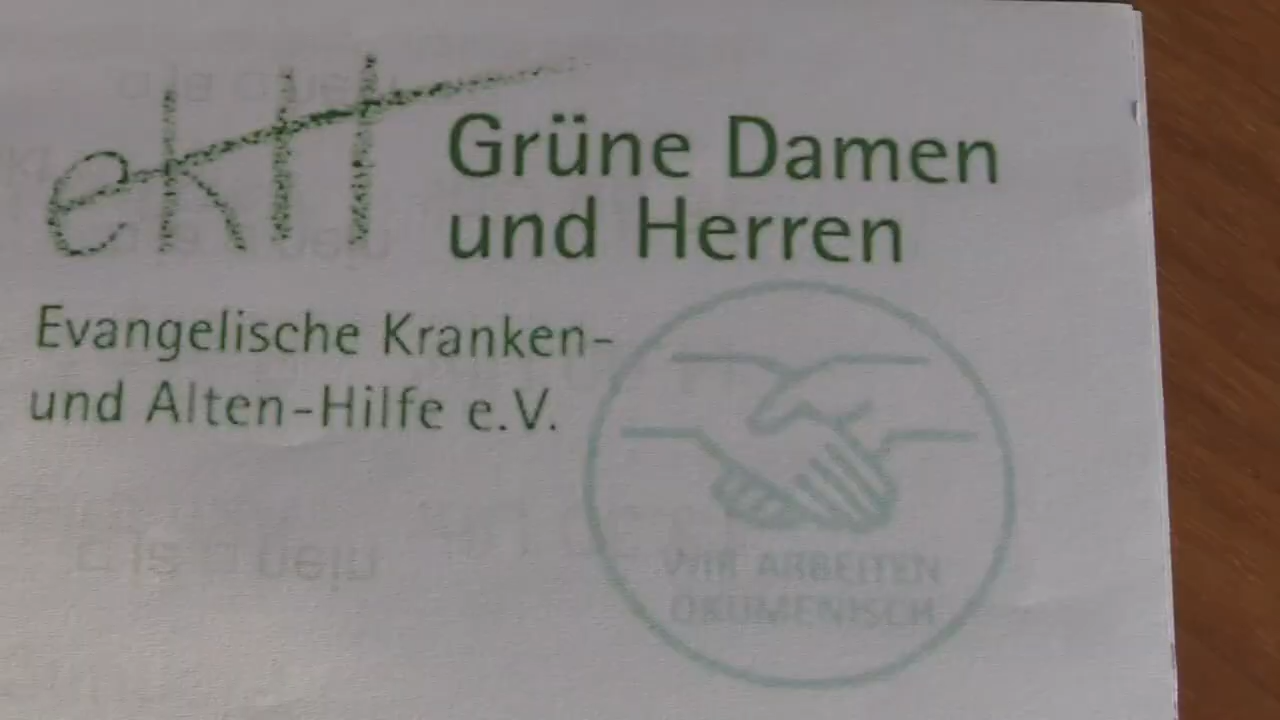 eKH
Grüne Damen
und Herren
Evangelische Kranken-
und Alten-Hilfe e.V.
WIR ARBEITEN
ÖKUMENISCH